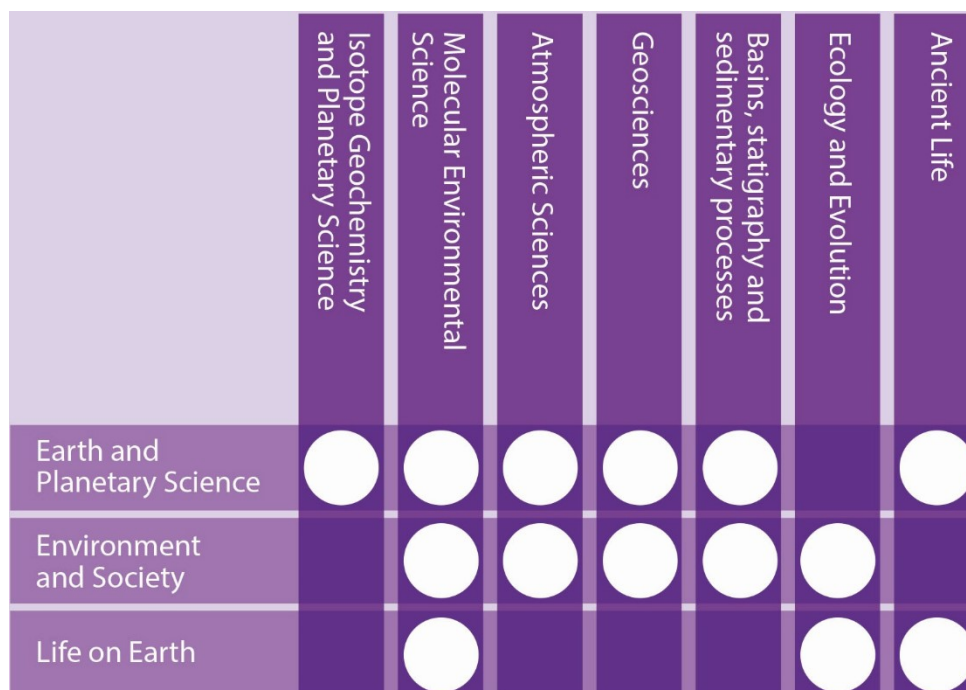 Isotope Geochemistry
and Planetary Science
Molecular Environmental
Science
Atmospheric Sciences
Geosciences
Basins, statigraphy and
sedimentary processes
Ecology and Evolution
Ancient Life
Earth and
Planetary Science
Environment
and Society
Life on Earth